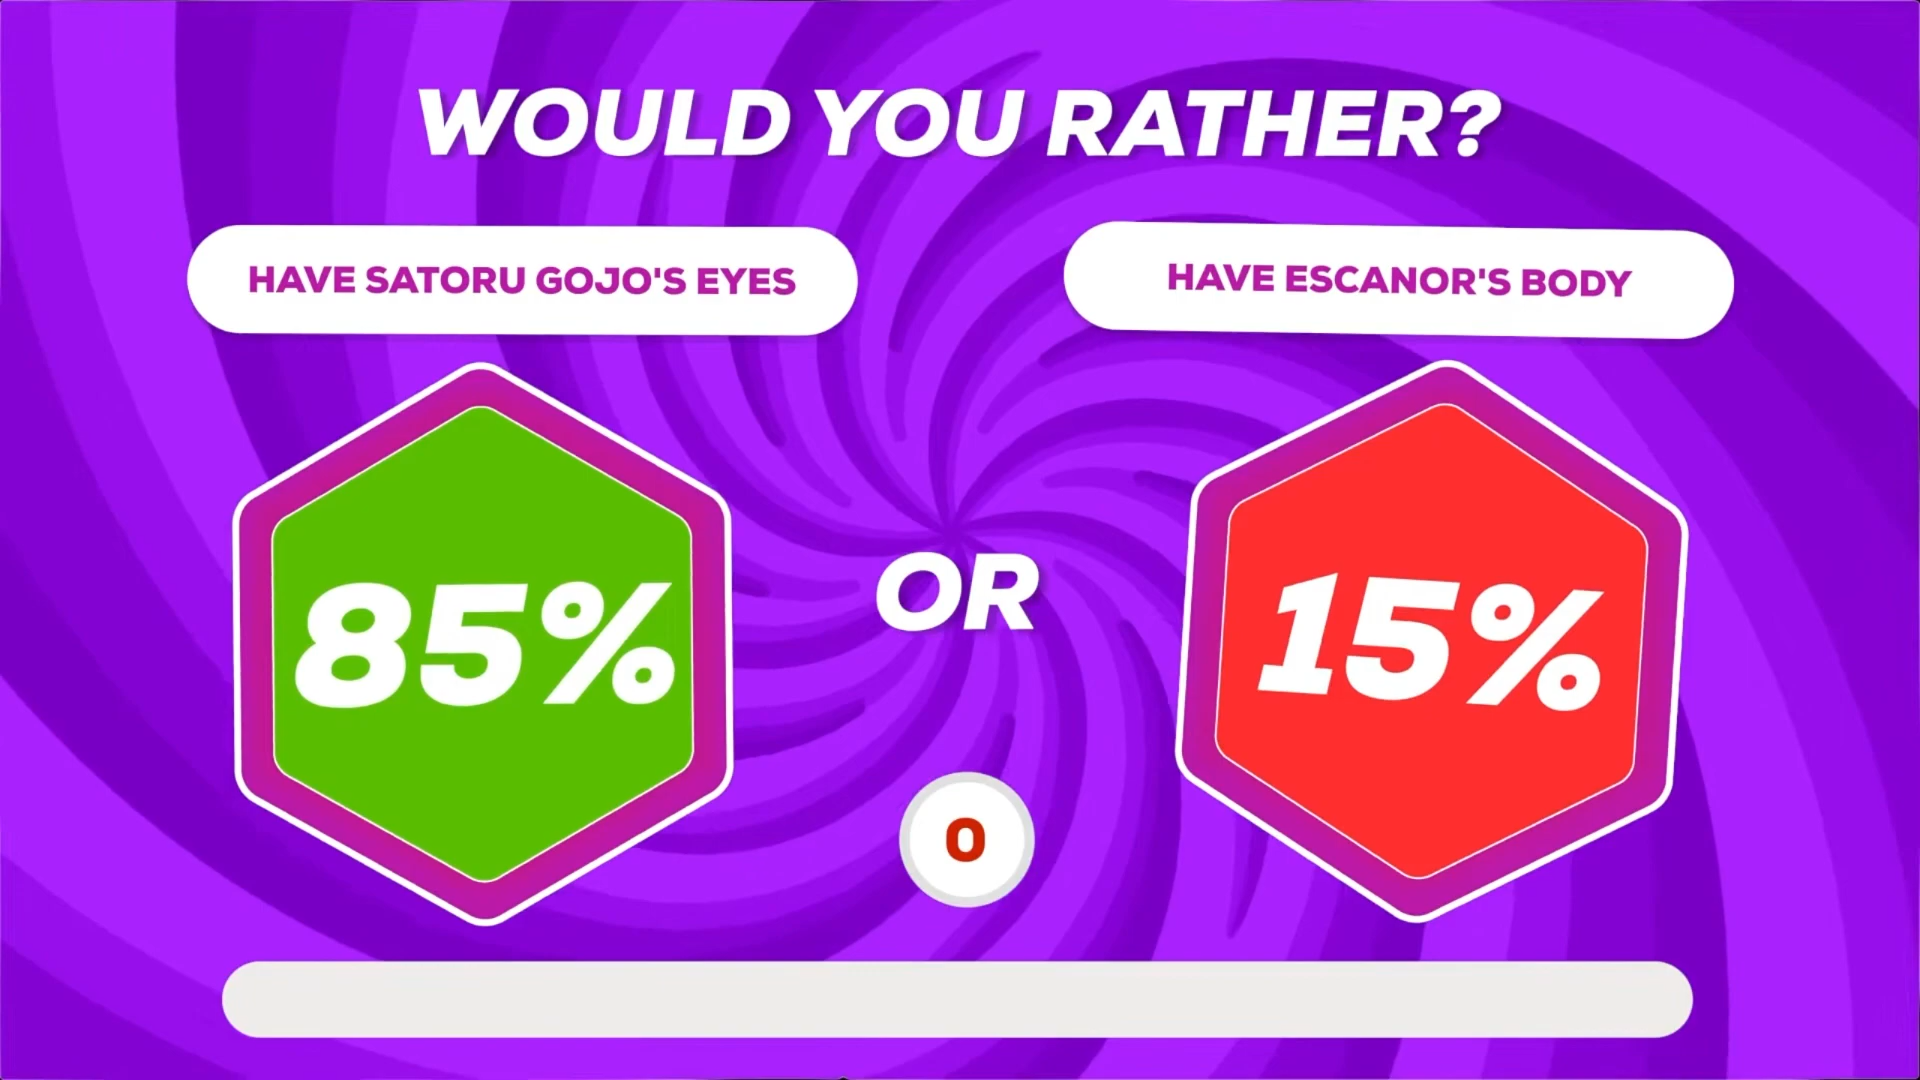 WOULD YOU RATHER?
HAVE SATORU GOJO'S EYES
HAVE ESCANOR'S BODY
85%
OR
15%
0